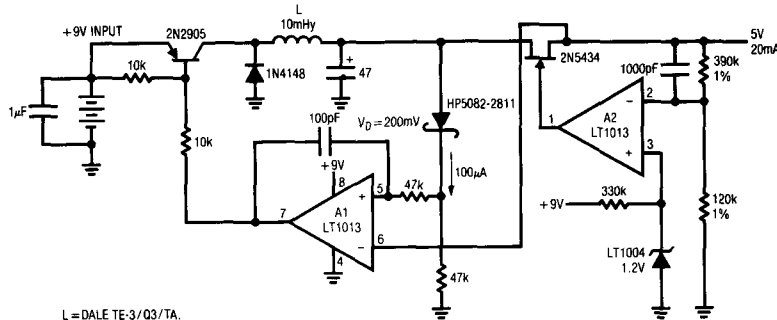 +9V INPUT
2N2905
L
10mHy
1N4148
+
47
2N5434
5V
20mA
1000pF
390k
1%
10k
1μF
10k
100pF
V_D = 200mV
HP5082-2811
100μA
+9V
8
5
47k
+
A1
LT1013
7
−
6
4
47k
1
A2
LT1013
−
2
+
3
330k
+9V
120k
1%
LT1004
1.2V
L = DALE TE-3/Q3/TA.